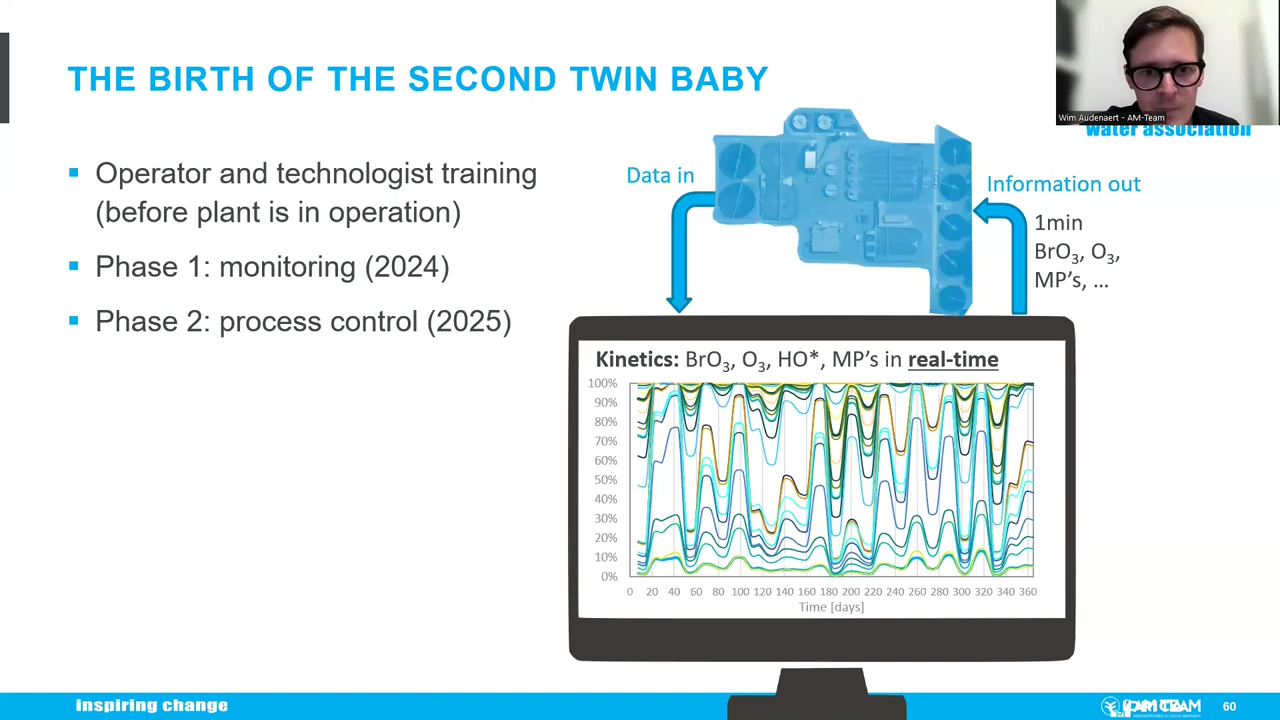 THE BIRTH OF THE SECOND TWIN BABY
Wim Audenaert - AM-Team
water association
▪ Operator and technologist training
(before plant is in operation)
▪ Phase 1: monitoring (2024)
▪ Phase 2: process control (2025)
Data in
Information out
1min
BrO₃, O₃,
MP's, ...
Kinetics: BrO₃, O₃, HO*, MP's in real-time
100%
90%
80%
70%
60%
50%
40%
30%
20%
10%
0%
0 20 40 60 80 100 120 140 160 180 200 220 240 260 280 300 320 340 360
Time [days]
inspiring change
AM-TEAM
60